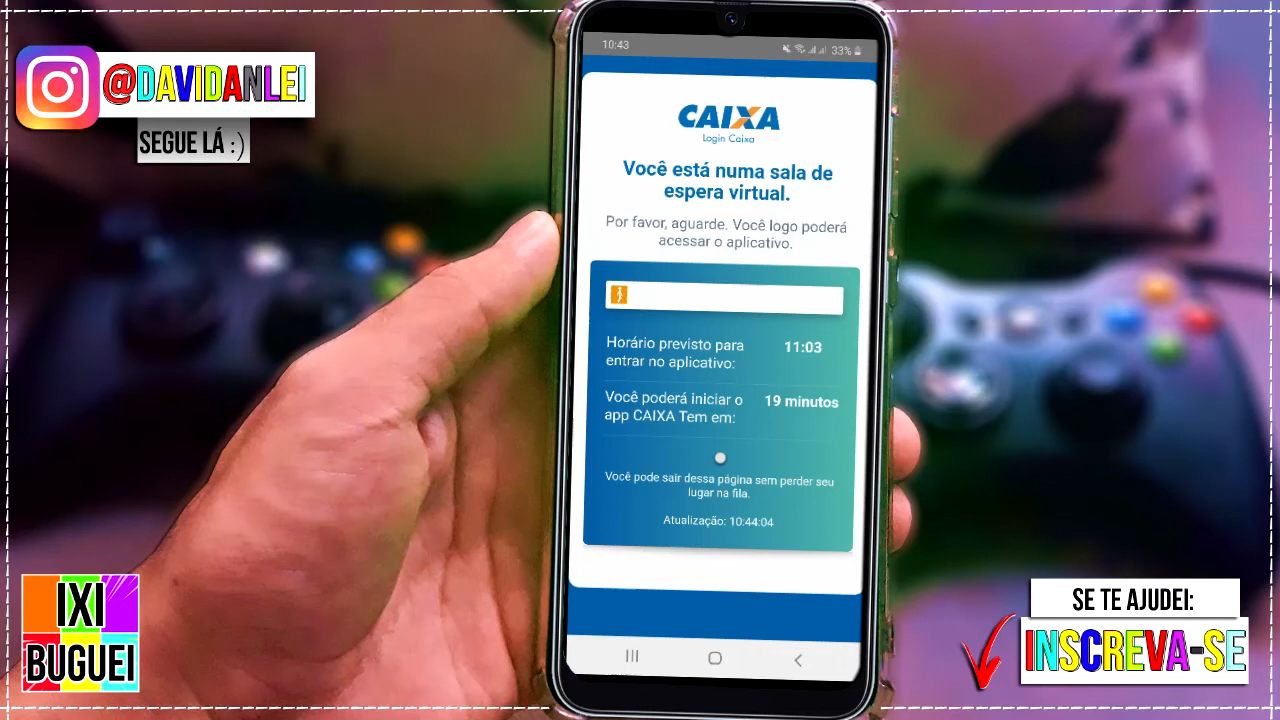 @DAVIDANLEI
SEGUE LÁ :)
10:43
33%
CAIXA
Login Caixa
Você está numa sala de
espera virtual.
Por favor, aguarde. Você logo poderá
acessar o aplicativo.
Horário previsto para
entrar no aplicativo:
11:03
Você poderá iniciar o
app CAIXA Tem em:
19 minutos
Você pode sair dessa página sem perder seu
lugar na fila.
Atualização: 10:44:04
IXI
BUGUEI
SE TE AJUDEI:
INSCREVA-SE